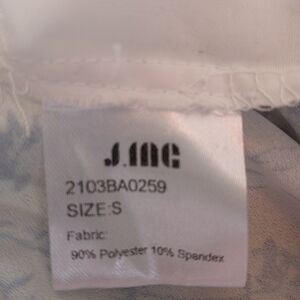 J.ING
2103BA0259
SIZE:S
Fabric:
90% Polyester 10% Spandex